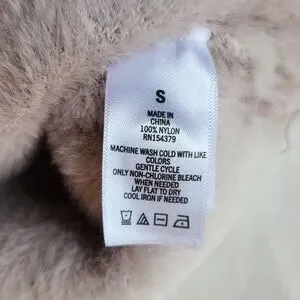 S
MADE IN
CHINA
100% NYLON
RN154379
MACHINE WASH COLD WITH LIKE
COLORS
GENTLE CYCLE
ONLY NON-CHLORINE BLEACH
WHEN NEEDED
LAY FLAT TO DRY
COOL IRON IF NEEDED